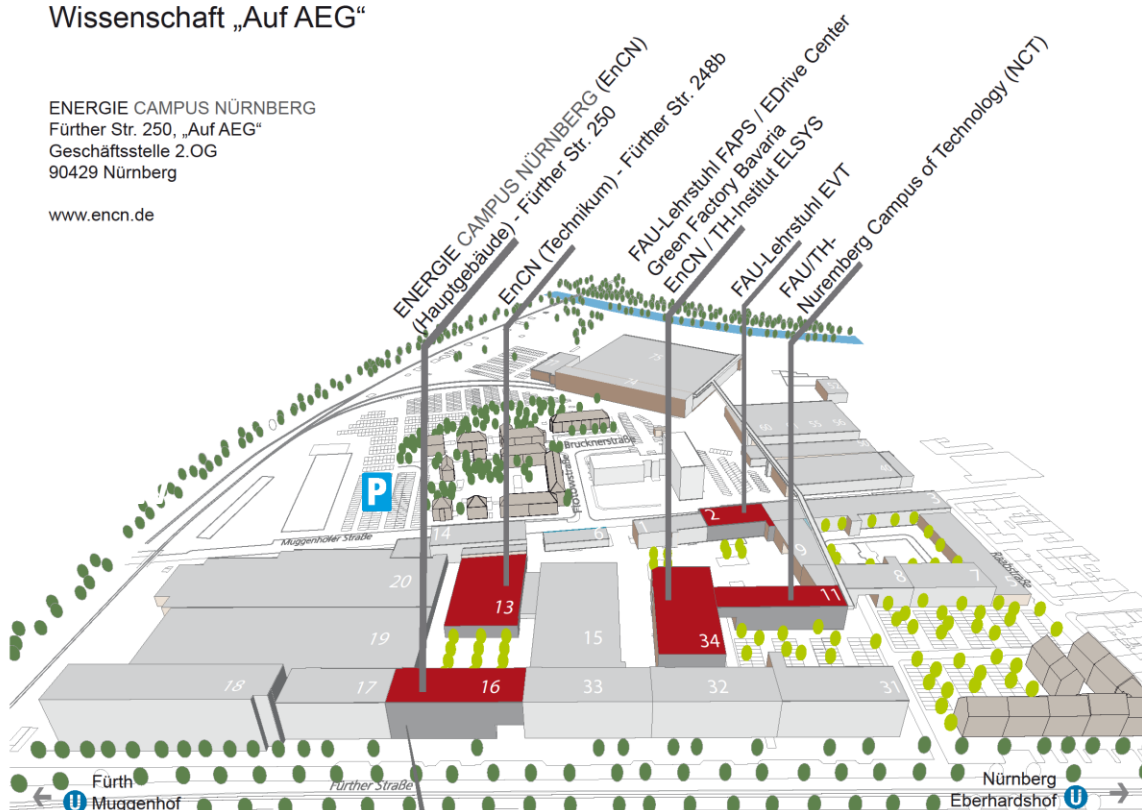 Wissenschaft „Auf AEG“
ENERGIE CAMPUS NÜRNBERG
Fürther Str. 250, „Auf AEG“
Geschäftsstelle 2.OG
90429 Nürnberg
www.encn.de
ENERGIE CAMPUS NÜRNBERG (EnCN)
(Hauptgebäude) - Fürther Str. 250
EnCN (Technikum) - Fürther Str. 248b
FAU-Lehrstuhl FAPS / EDrive Center
Green Factory Bavaria
EnCN / TH-Institut ELSYS
FAU-Lehrstuhl EVT
FAU/TH-
Nuremberg Campus of Technology (NCT)
75
74
Brucknerstraße
P
2
1
6
14
9
Muggenhofer Straße
Raabstraße
20
13
15
8
7
11
19
34
18
17
16
33
32
31
Fürth
U Muggenhof
Fürther Straße
Nürnberg
Eberhardshof U